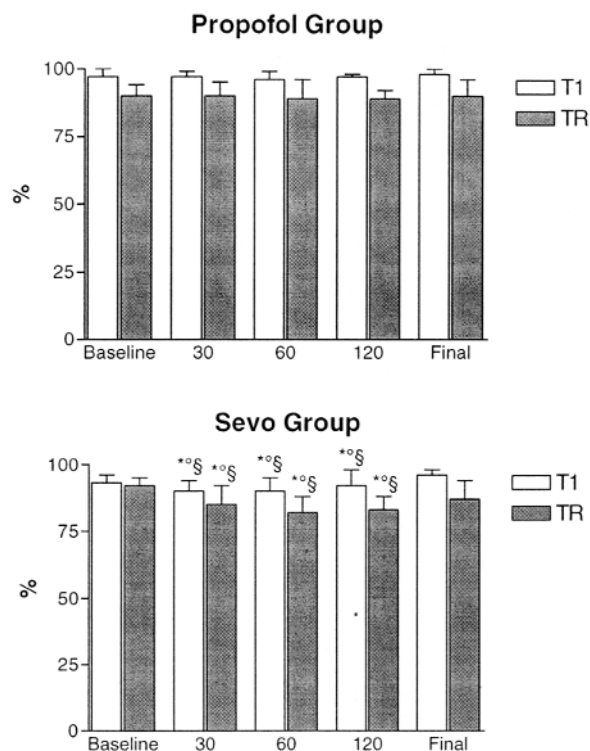 Propofol Group
100
75
50
25
0
%
T1
TR
Baseline 30 60 120 Final
Sevo Group
100
75
50
25
0
%
*°§ *°§ *°§ *°§ *°§ *°§
T1
TR
Baseline 30 60 120 Final